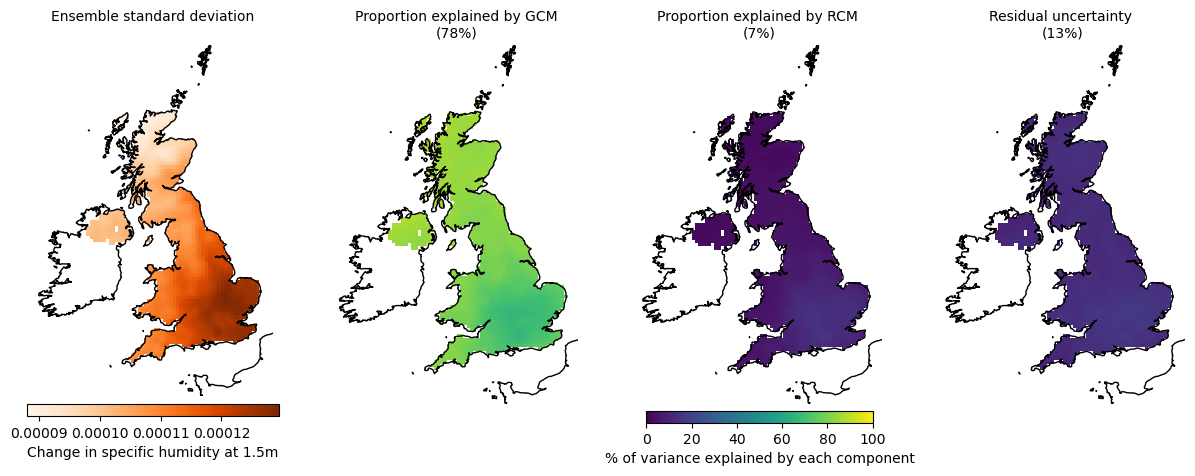 Ensemble standard deviation
Proportion explained by GCM
(78%)
Proportion explained by RCM
(7%)
Residual uncertainty
(13%)
0.00009 0.00010 0.00011 0.00012
Change in specific humidity at 1.5m
0 20 40 60 80 100
% of variance explained by each component